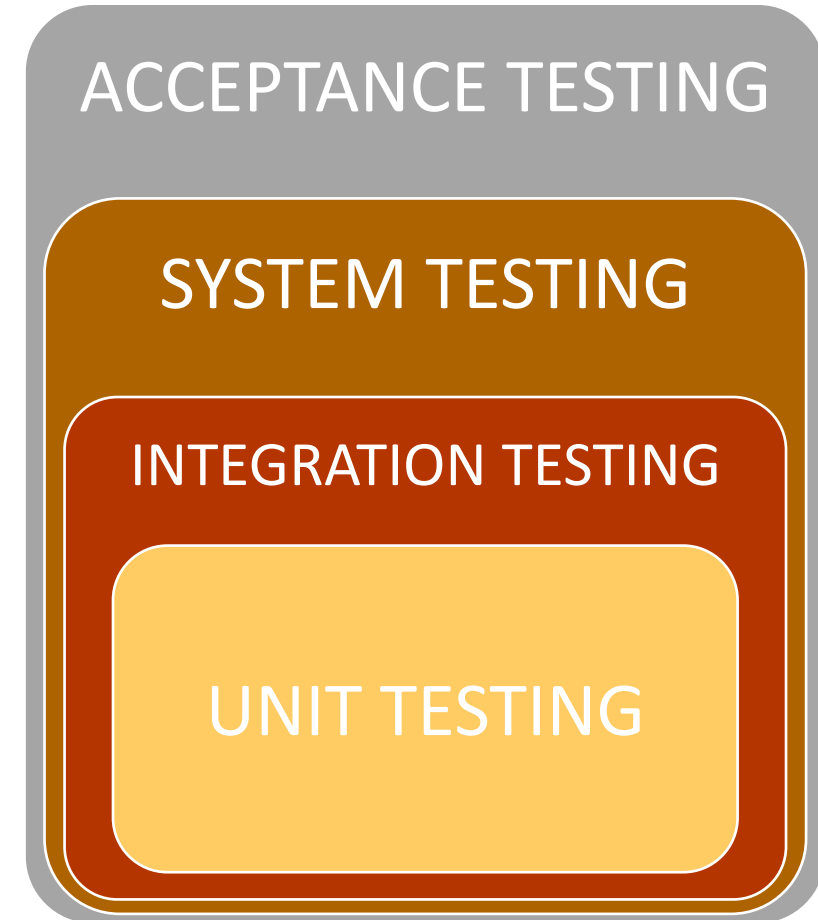 ACCEPTANCE TESTING
SYSTEM TESTING
INTEGRATION TESTING
UNIT TESTING